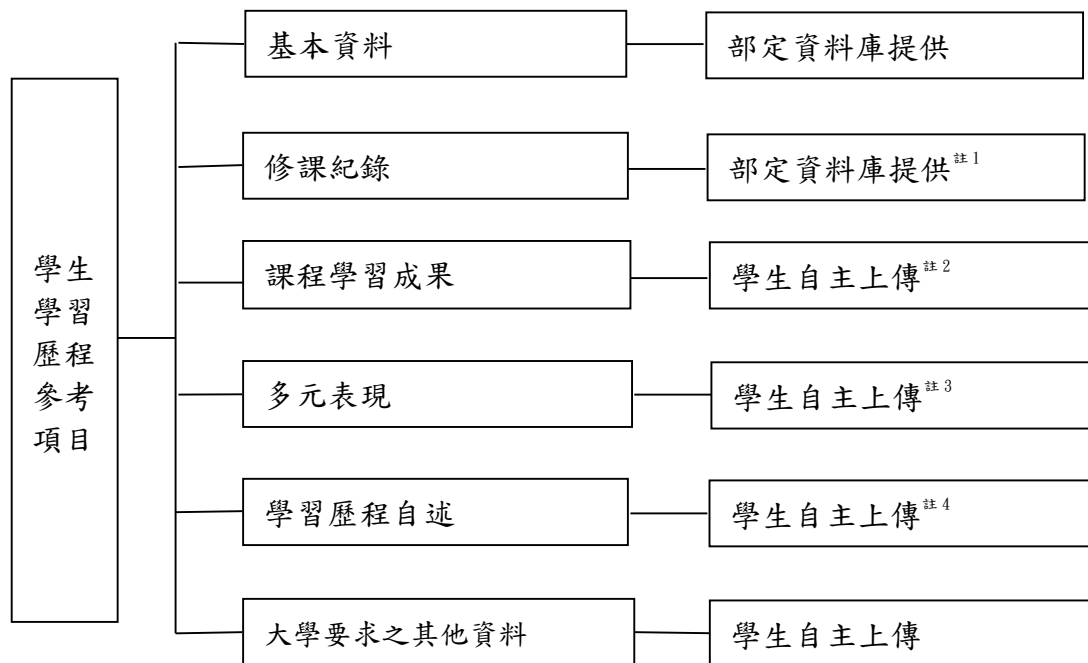 學生
學習
歷程
參考
項目
基本資料
部定資料庫提供
修課紀錄
部定資料庫提供註1
課程學習成果
學生自主上傳註2
多元表現
學生自主上傳註3
學習歷程自述
學生自主上傳註4
大學要求之其他資料
學生自主上傳